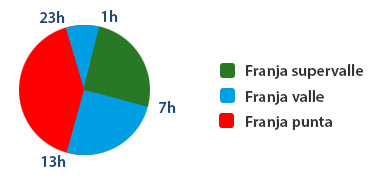 23h
1h
7h
13h
Franja supervalle
Franja valle
Franja punta